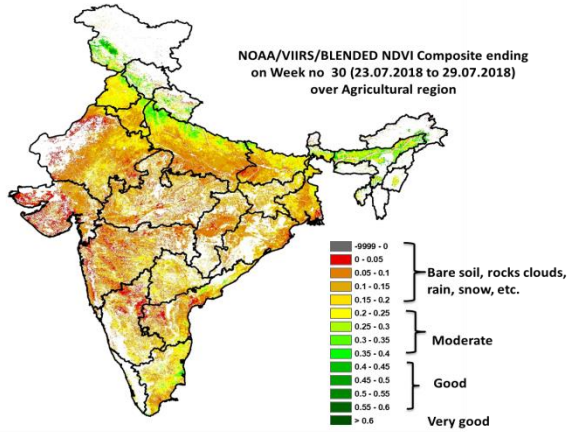 NOAA/VIIRS/BLENDED NDVI Composite ending
on Week no 30 (23.07.2018 to 29.07.2018)
over Agricultural region
-9999 - 0
0 - 0.05
0.05 - 0.1
0.1 - 0.15
0.15 - 0.2
0.2 - 0.25
0.25 - 0.3
0.3 - 0.35
0.35 - 0.4
0.4 - 0.45
0.45 - 0.5
0.5 - 0.55
0.55 - 0.6
> 0.6
Bare soil, rocks clouds,
rain, snow, etc.
Moderate
Good
Very good